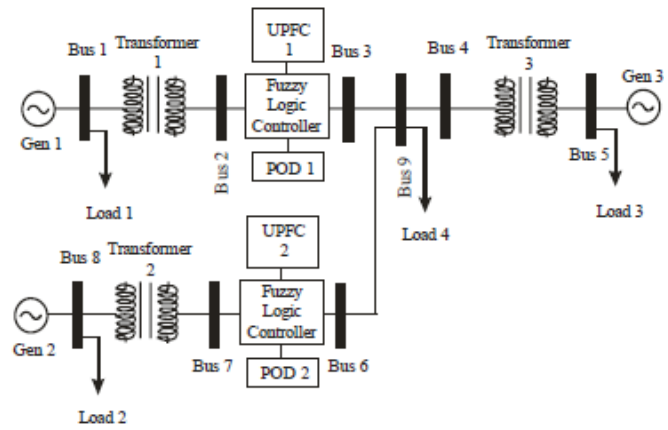 UPFC
1
Bus 1
Transformer
1
Bus 3
Bus 4
Transformer
3
Gen 3
Fuzzy
Logic
Controller
Gen 1
Bus 2
POD 1
Bus 9
Bus 5
Load 1
Load 4
Load 3
UPFC
2
Bus 8
Transformer
2
Fuzzy
Logic
Controller
Gen 2
Bus 7
Bus 6
POD 2
Load 2